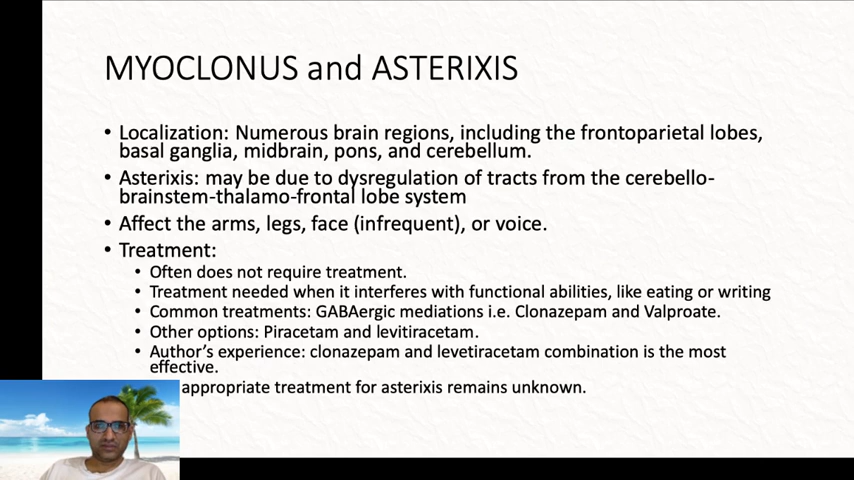 MYOCLONUS and ASTERIXIS
• Localization: Numerous brain regions, including the frontoparietal lobes,
basal ganglia, midbrain, pons, and cerebellum.
• Asterixis: may be due to dysregulation of tracts from the cerebello-
brainstem-thalamo-frontal lobe system
• Affect the arms, legs, face (infrequent), or voice.
• Treatment:
• Often does not require treatment.
• Treatment needed when it interferes with functional abilities, like eating or writing
• Common treatments: GABAergic mediations i.e. Clonazepam and Valproate.
• Other options: Piracetam and levitiracetam.
• Author's experience: clonazepam and levetiracetam combination is the most
effective.
appropriate treatment for asterixis remains unknown.